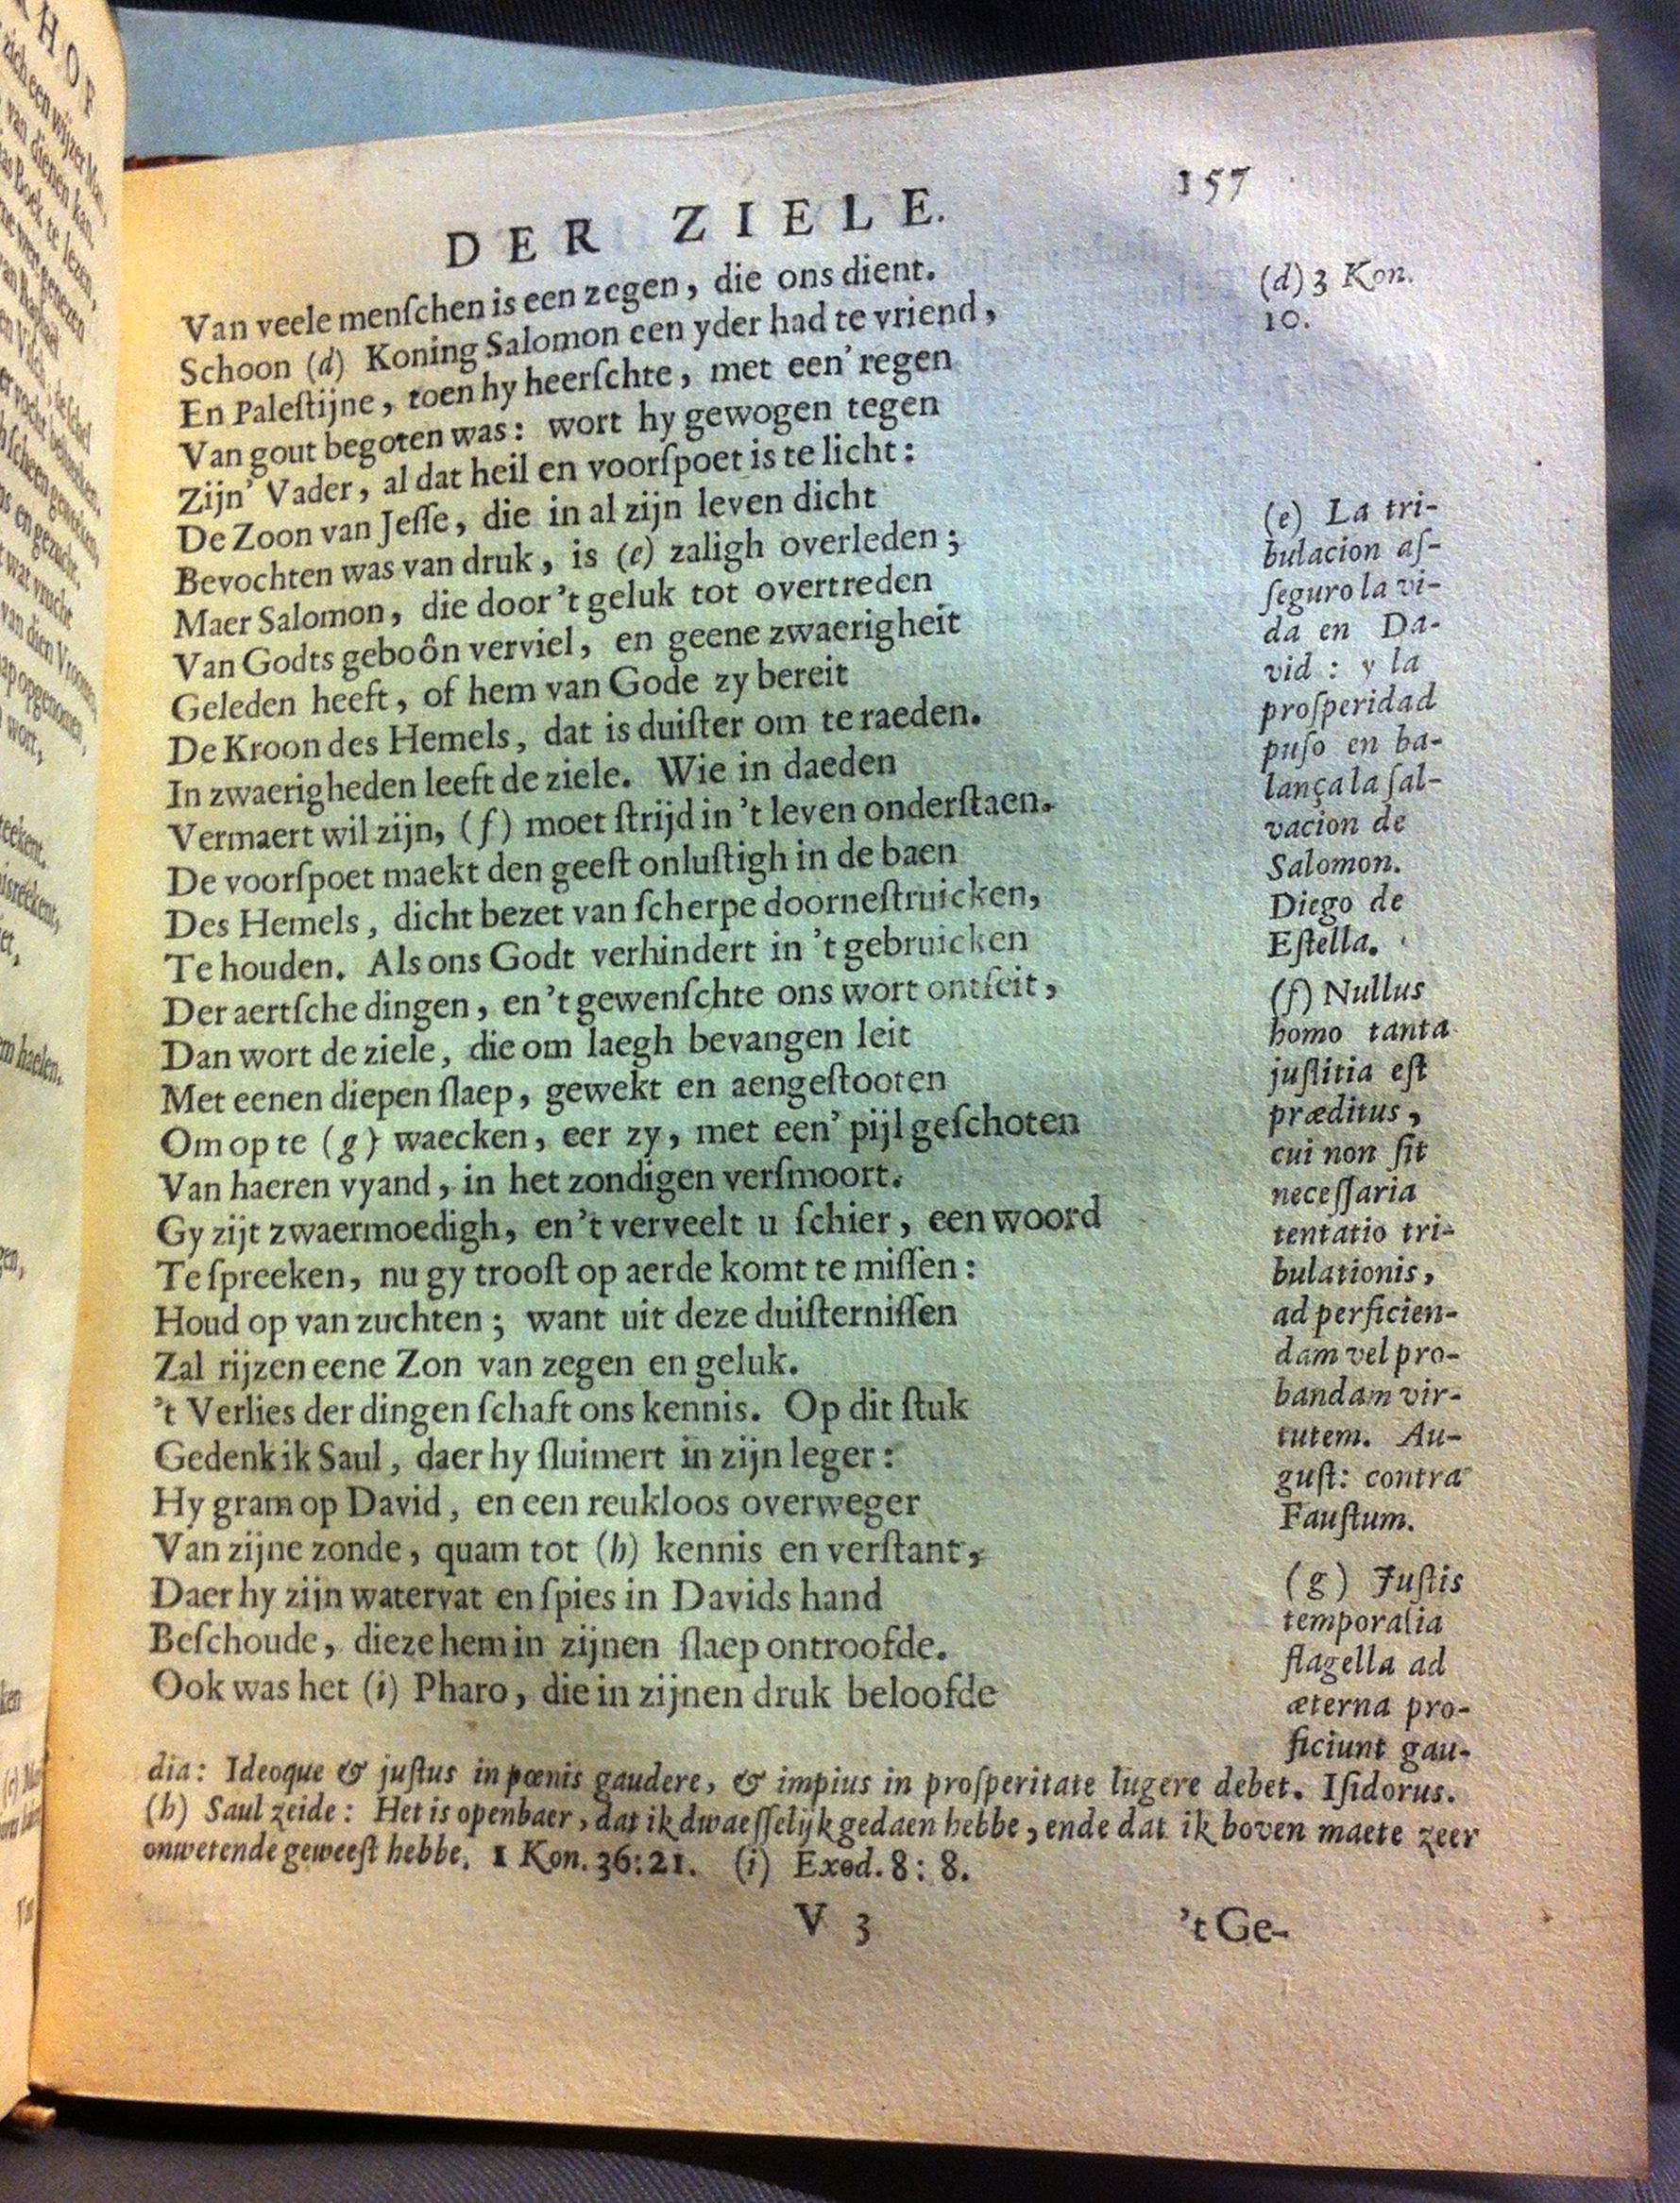 157
DER ZIELE.
Van veele menſchen is een zegen, die ons dient.
Schoon (d) Koning Salomon een yder had te vriend,
En Paleſtijne, toen hy heerſchte, met een' regen
Van gout begoten was: wort hy gewogen tegen
Zijn' Vader, al dat heil en voorſpoet is te licht:
De Zoon van Jeſſe, die in al zijn leven dicht
Bevochten was van druk, is (e) zaligh overleden;
Maer Salomon, die door 't geluk tot overtreden
Van Godts geboôn verviel, en geene zwaerigheit
Geleden heeft, of hem van Gode zy bereit
De Kroon des Hemels, dat is duiſter om te raeden.
In zwaerigheden leeft de ziele. Wie in daeden
Vermaert wil zijn, (f) moet ſtrijd in 't leven onderſtaen.
De voorſpoet maekt den geeſt onluſtigh in de baen
Des Hemels, dicht bezet van ſcherpe doorneſtruicken,
Te houden. Als ons Godt verhindert in 't gebruicken
Der aertſche dingen, en 't gewenſchte ons wort ontſeit,
Dan wort de ziele, die om laegh bevangen leit
Met eenen diepen ſlaep, gewekt en aengeſtooten
Om op te (g) waecken, eer zy, met een' pijl geſchoten
Van haeren vyand, in het zondigen verſmoort.
Gy zijt zwaermoedigh, en 't verveelt u ſchier, een woord
Te ſpreeken, nu gy trooſt op aerde komt te miſſen:
Houd op van zuchten; want uit deze duiſterniſſen
Zal rijzen eene Zon van zegen en geluk.
't Verlies der dingen ſchaft ons kennis. Op dit ſtuk
Gedenk ik Saul, daer hy ſluimert in zijn leger:
Hy gram op David, en een reukloos overweger
Van zijne zonde, quam tot (h) kennis en verſtant,
Daer hy zijn watervat en ſpies in Davids hand
Beſchoude, die ze hem in zijnen ſlaep ontroofde.
Ook was het (i) Pharo, die in zijnen druk beloofde
(d) 3 Kon.
10.
(e) La tri-
bulacion aſ-
ſeguro la vi-
da en Da-
vid: y la
proſperidad
puſo en ba-
lança la ſal-
vacion de
Salomon.
Diego de
Eſtella.
(f) Nullus
homo tanta
juſtitia eſt
præditus,
cui non ſit
neceſſaria
tentatio tri-
bulationis,
ad perficien-
dam vel pro-
bandam vir-
tutem. Au-
guſt: contra
Fauſtum.
(g) Juſtis
temporalia
flagella ad
æterna pro-
ficiunt gau-
dia: Ideoque & juſtus in pœnis gaudere, & impius in proſperitate lugere debet. Iſidorus.
(h) Saul zeide: Het is openbaer, dat ik dwaeſſelijk gedaen hebbe, ende dat ik boven maete zeer
onwetende geweeſt hebbe. 1 Kon. 36:21. (i) Exod. 8: 8.
V 3
't Ge-